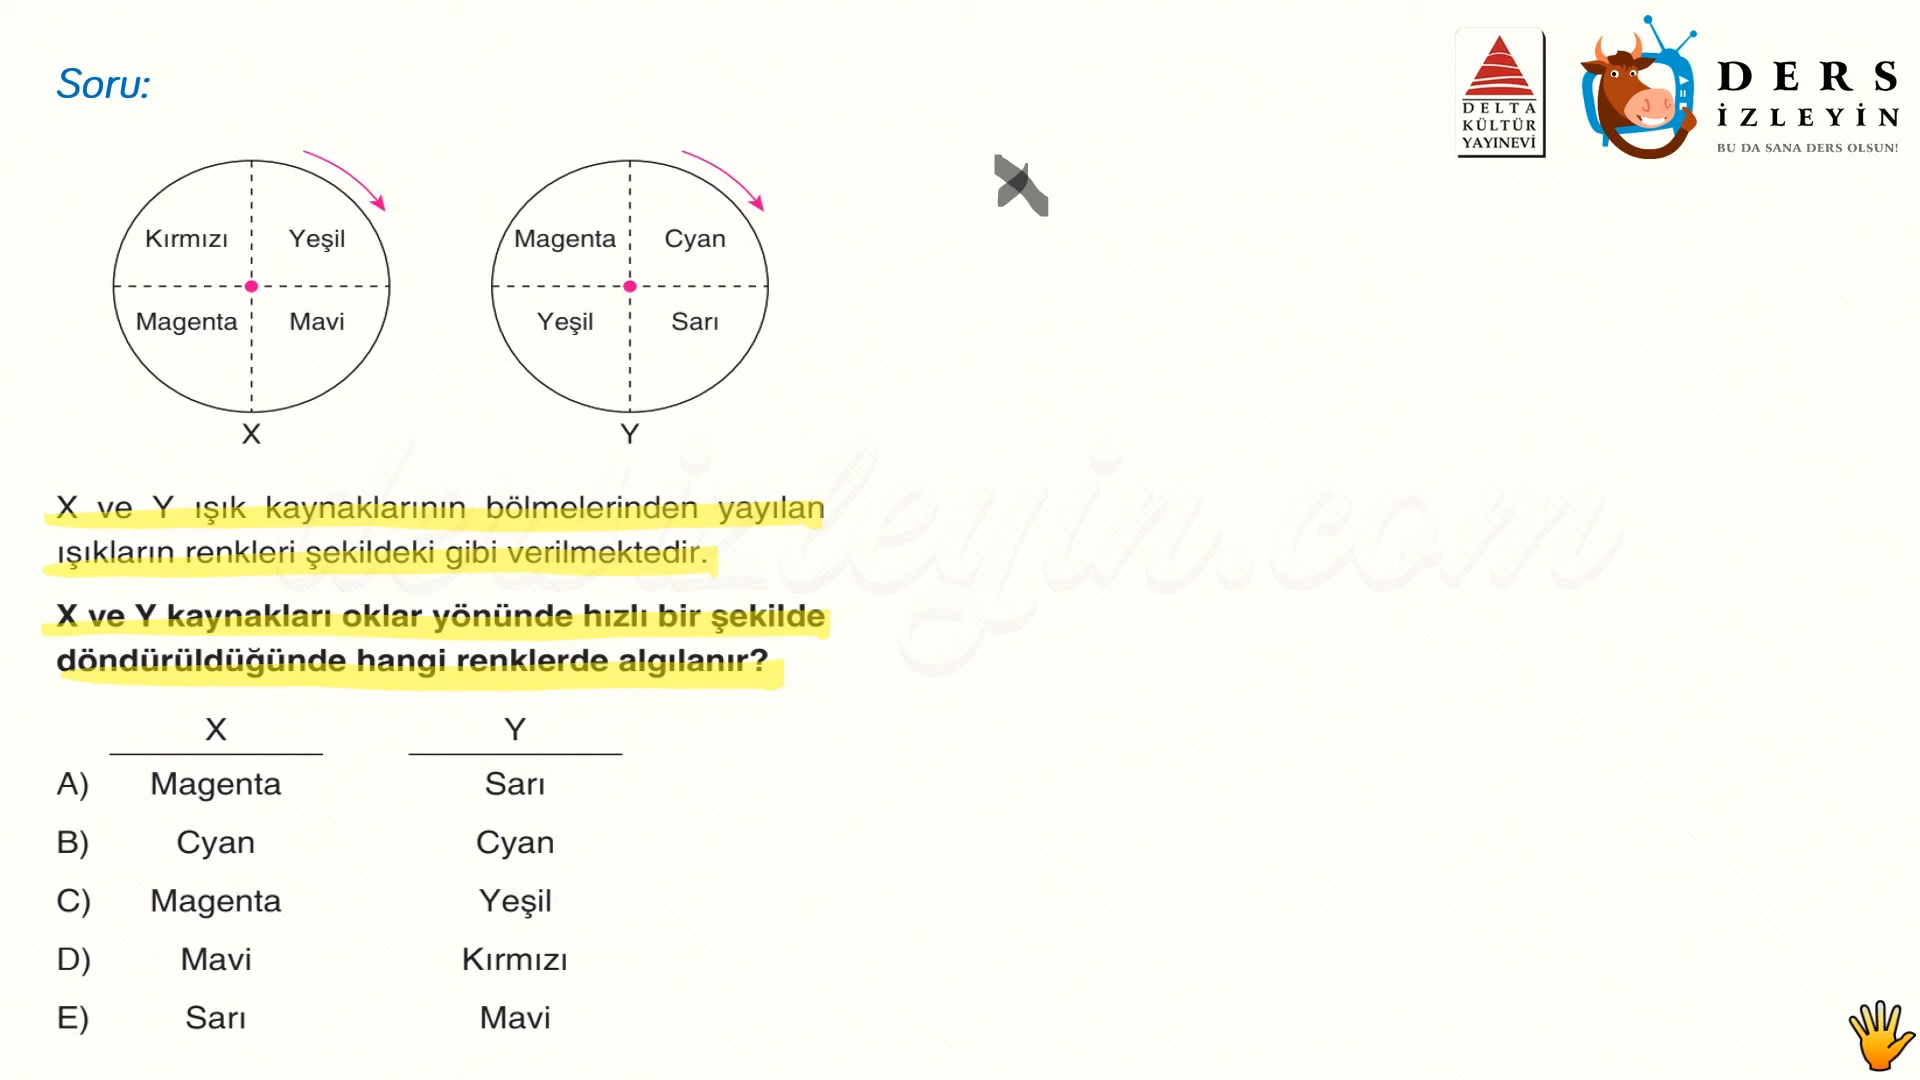 Soru:
DELTA
KÜLTÜR
YAYINEVİ
DERS
İZLEYİN
BU DA SANA DERS OLSUN!
Kırmızı Yeşil
Magenta Mavi
X
Magenta Cyan
Yeşil Sarı
Y
dersizleyin.com
X ve Y ışık kaynaklarının bölmelerinden yayılan
ışıkların renkleri şekildeki gibi verilmektedir.
X ve Y kaynakları oklar yönünde hızlı bir şekilde
döndürüldüğünde hangi renklerde algılanır?
X Y
A) Magenta Sarı
B) Cyan Cyan
C) Magenta Yeşil
D) Mavi Kırmızı
E) Sarı Mavi